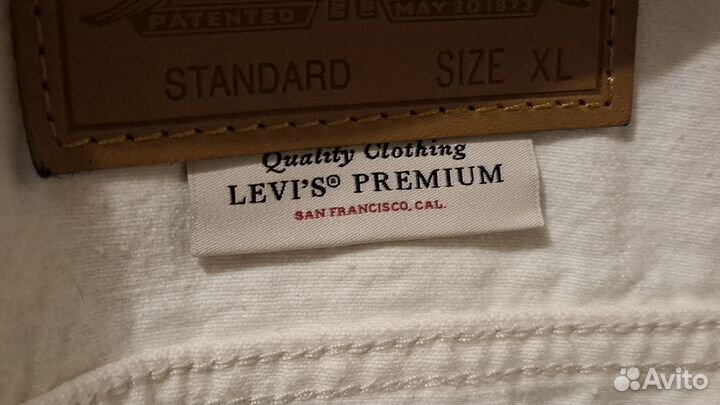 PATENTED MAY 20 1873
STANDARD SIZE XL
Quality Clothing
LEVI'S® PREMIUM
SAN FRANCISCO, CAL.
Avito